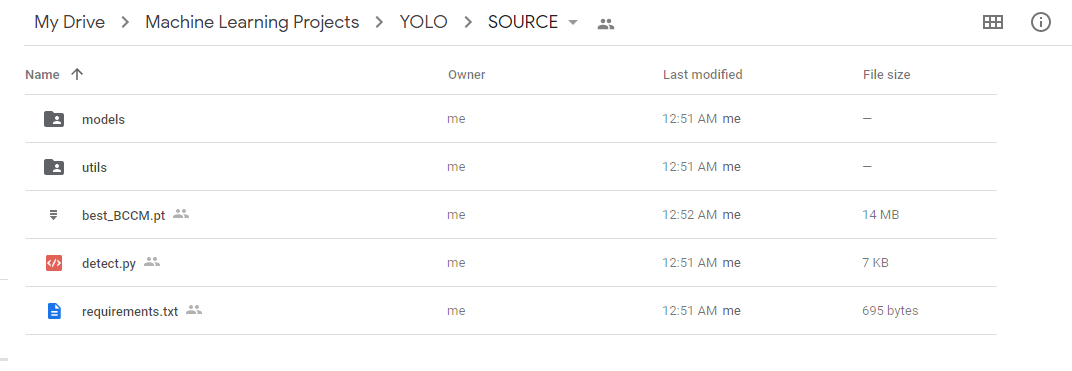 My Drive > Machine Learning Projects > YOLO > SOURCE
Name Owner Last modified File size
models me 12:51 AM me —
utils me 12:51 AM me —
best_BCCM.pt me 12:52 AM me 14 MB
detect.py me 12:51 AM me 7 KB
requirements.txt me 12:51 AM me 695 bytes